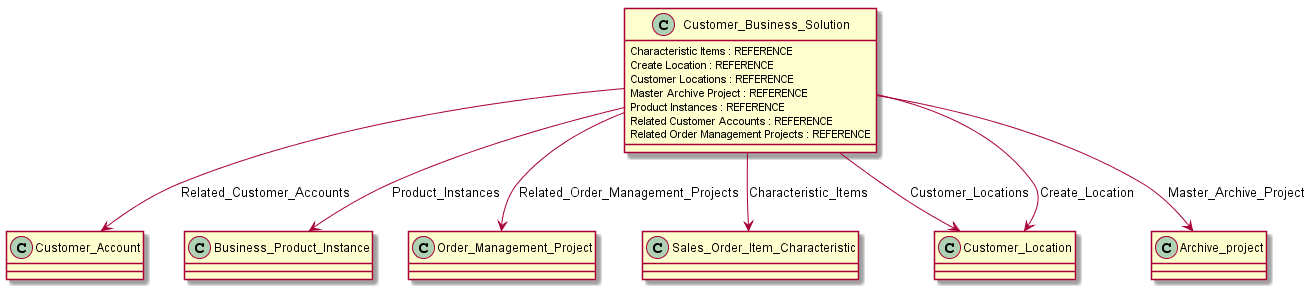 C Customer_Business_Solution
Characteristic Items : REFERENCE
Create Location : REFERENCE
Customer Locations : REFERENCE
Master Archive Project : REFERENCE
Product Instances : REFERENCE
Related Customer Accounts : REFERENCE
Related Order Management Projects : REFERENCE
Related_Customer_Accounts
Product_Instances
Related_Order_Management_Projects
Characteristic_Items
Customer_Locations
Create_Location
Master_Archive_Project
C Customer_Account
C Business_Product_Instance
C Order_Management_Project
C Sales_Order_Item_Characteristic
C Customer_Location
C Archive_project